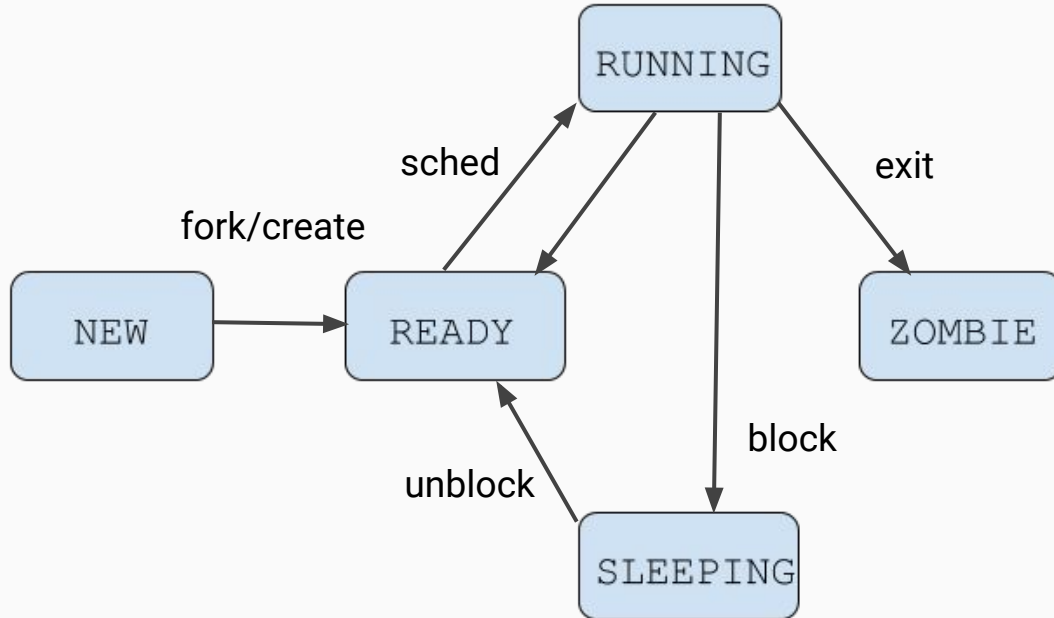 RUNNING
sched
exit
fork/create
NEW
READY
ZOMBIE
block
unblock
SLEEPING